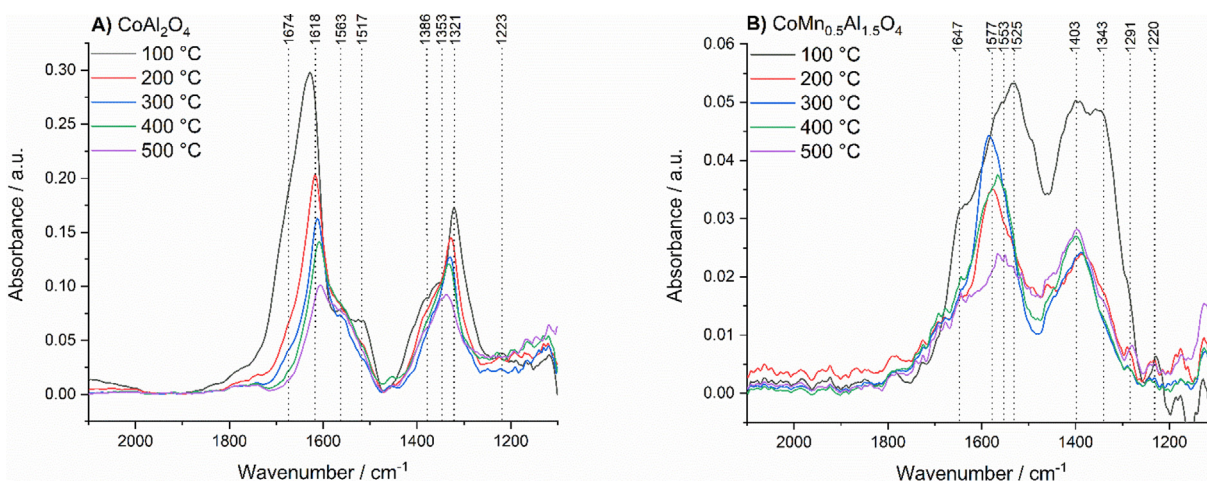 A) CoAl2O4
1674
1618
1563
1517
1386
1353
1321
1223
100 °C
200 °C
300 °C
400 °C
500 °C
0.30
0.25
0.20
0.15
0.10
0.05
0.00
Absorbance / a.u.
2000
1800
1600
1400
1200
Wavenumber / cm⁻¹
B) CoMn0.5Al1.5O4
1647
1577
1553
1525
1403
1343
1291
1220
100 °C
200 °C
300 °C
400 °C
500 °C
0.06
0.05
0.04
0.03
0.02
0.01
0.00
Absorbance / a.u.
2000
1800
1600
1400
1200
Wavenumber / cm⁻¹